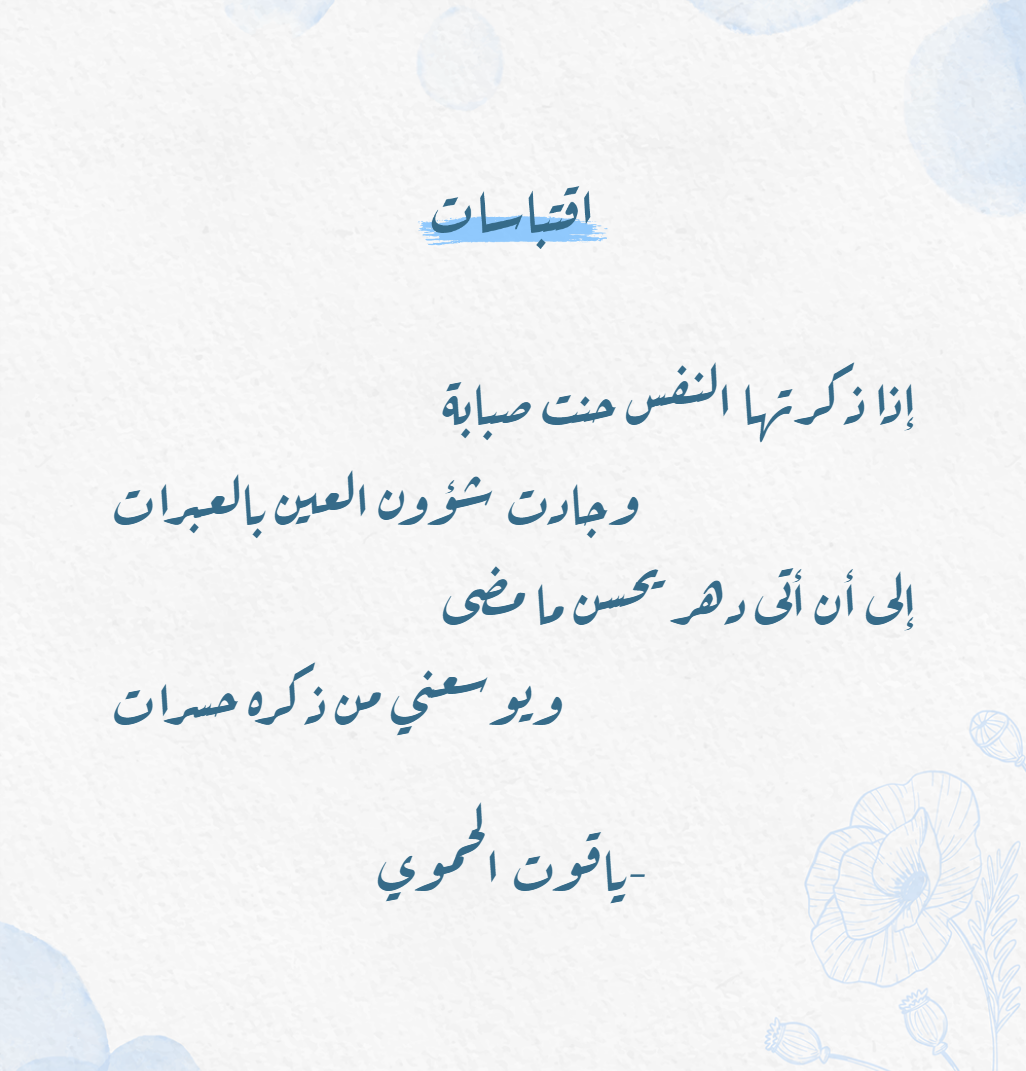 اقتباسات
إذا ذكرتها النفس حنت صبابة
وجادت شؤون العين بالعبرات
إلى أن أتى دهر يحسن ما مضى
ويوسعني من ذكره حسرات
-ياقوت الحموي